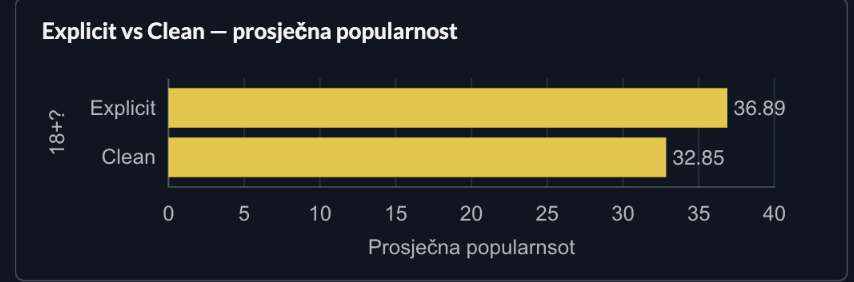 Explicit vs Clean — prosječna popularnost
18+?
Explicit 36.89
Clean 32.85
0 5 10 15 20 25 30 35 40
Prosječna popularnsot